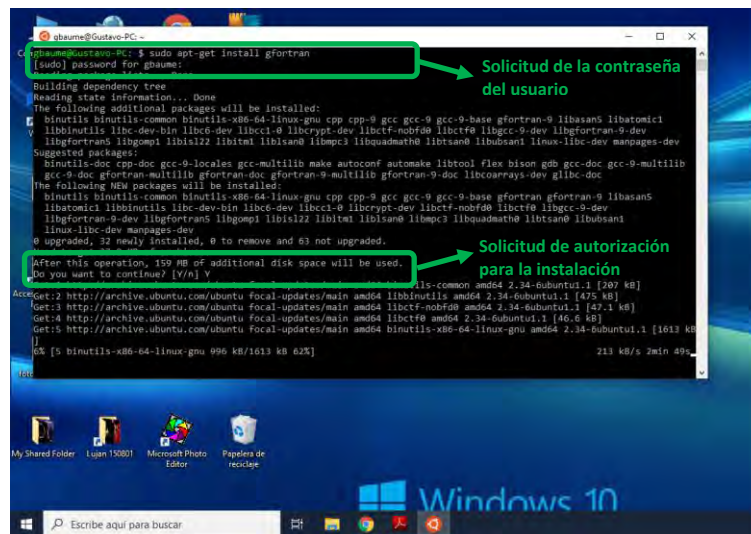 gbaume@Gustavo-PC: ~
gbaume@Gustavo-PC: $ sudo apt-get install gfortran
[sudo] password for gbaume:
Building dependency tree
Reading state information... Done
The following additional packages will be installed:
binutils binutils-common binutils-x86-64-linux-gnu cpp cpp-9 gcc gcc-9 gcc-9-base gfortran-9 libasan5 libatomic1
libbinutils libc-dev-bin libc6-dev libcc1-0 libcrypt-dev libctf-nobfd0 libctf0 libgcc-9-dev libgfortran-9-dev
libgfortran5 libgomp1 libisl22 libitm1 liblsan0 libmpc3 libquadmath0 libtsan0 libubsan1 linux-libc-dev manpages-dev
Suggested packages:
binutils-doc cpp-doc gcc-9-locales gcc-multilib make autoconf automake libtool flex bison gdb gcc-doc gcc-9-multilib
gcc-9-doc gfortran-multilib gfortran-doc gfortran-9-multilib gfortran-9-doc libcoarrays-dev glibc-doc
The following NEW packages will be installed:
binutils binutils-common binutils-x86-64-linux-gnu cpp cpp-9 gcc gcc-9 gcc-9-base gfortran gfortran-9 libasan5
libatomic1 libbinutils libc-dev-bin libc6-dev libcc1-0 libcrypt-dev libctf-nobfd0 libctf0 libgcc-9-dev
libgfortran-9-dev libgfortran5 libgomp1 libisl22 libitm1 liblsan0 libmpc3 libquadmath0 libtsan0 libubsan1
linux-libc-dev manpages-dev
0 upgraded, 32 newly installed, 0 to remove and 63 not upgraded.
After this operation, 159 MB of additional disk space will be used.
Do you want to continue? [Y/n] Y
ils-common amd64 2.34-6ubuntu1.1 [207 kB]
Get:2 http://archive.ubuntu.com/ubuntu focal-updates/main amd64 libbinutils amd64 2.34-6ubuntu1.1 [475 kB]
Get:3 http://archive.ubuntu.com/ubuntu focal-updates/main amd64 libctf-nobfd0 amd64 2.34-6ubuntu1.1 [47.1 kB]
Get:4 http://archive.ubuntu.com/ubuntu focal-updates/main amd64 libctf0 amd64 2.34-6ubuntu1.1 [46.6 kB]
Get:5 http://archive.ubuntu.com/ubuntu focal-updates/main amd64 binutils-x86-64-linux-gnu amd64 2.34-6ubuntu1.1 [1613 kB
]
6% [5 binutils-x86-64-linux-gnu 996 kB/1613 kB 62%] 213 kB/s 2min 49s
Solicitud de la contraseña
del usuario
Solicitud de autorización
para la instalación
My Shared Folder
Lujan 150801
Microsoft Photo
Editor
Papelera de
reciclaje
Windows 10
Escribe aquí para buscar